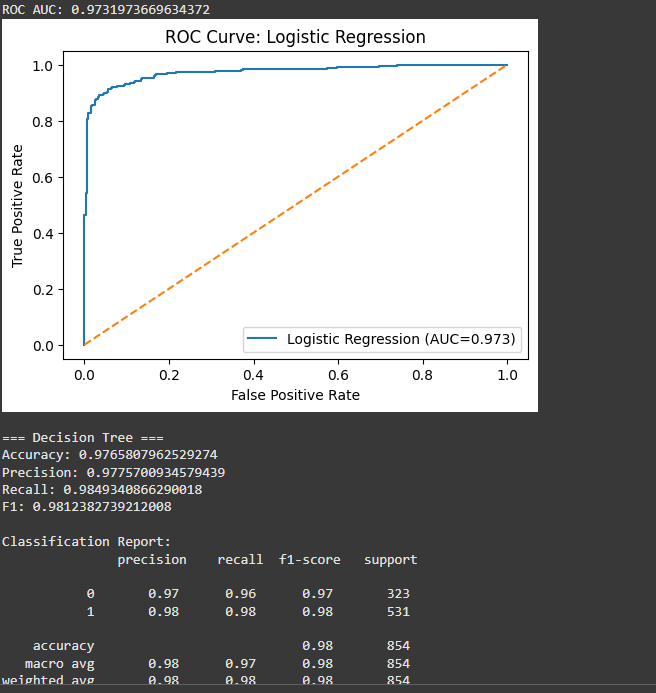 ROC AUC: 0.9731973669634372
ROC Curve: Logistic Regression
True Positive Rate
1.0
0.8
0.6
0.4
0.2
0.0
Logistic Regression (AUC=0.973)
0.0 0.2 0.4 0.6 0.8 1.0
False Positive Rate
=== Decision Tree ===
Accuracy: 0.9765807962529274
Precision: 0.9775700934579439
Recall: 0.9849340866290018
F1: 0.9812382739212008
Classification Report:
precision recall f1-score support
0 0.97 0.96 0.97 323
1 0.98 0.98 0.98 531
accuracy 0.98 854
macro avg 0.98 0.97 0.98 854
weighted avg 0.98 0.98 0.98 854